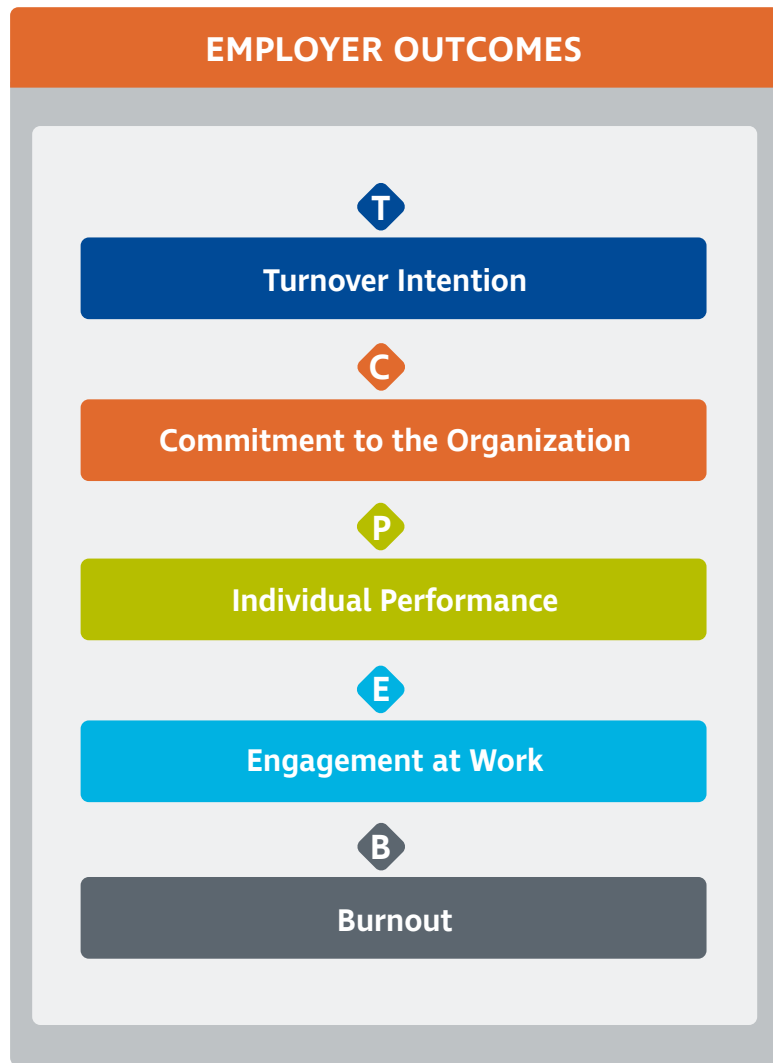 EMPLOYER OUTCOMES
T
Turnover Intention
C
Commitment to the Organization
P
Individual Performance
E
Engagement at Work
B
Burnout